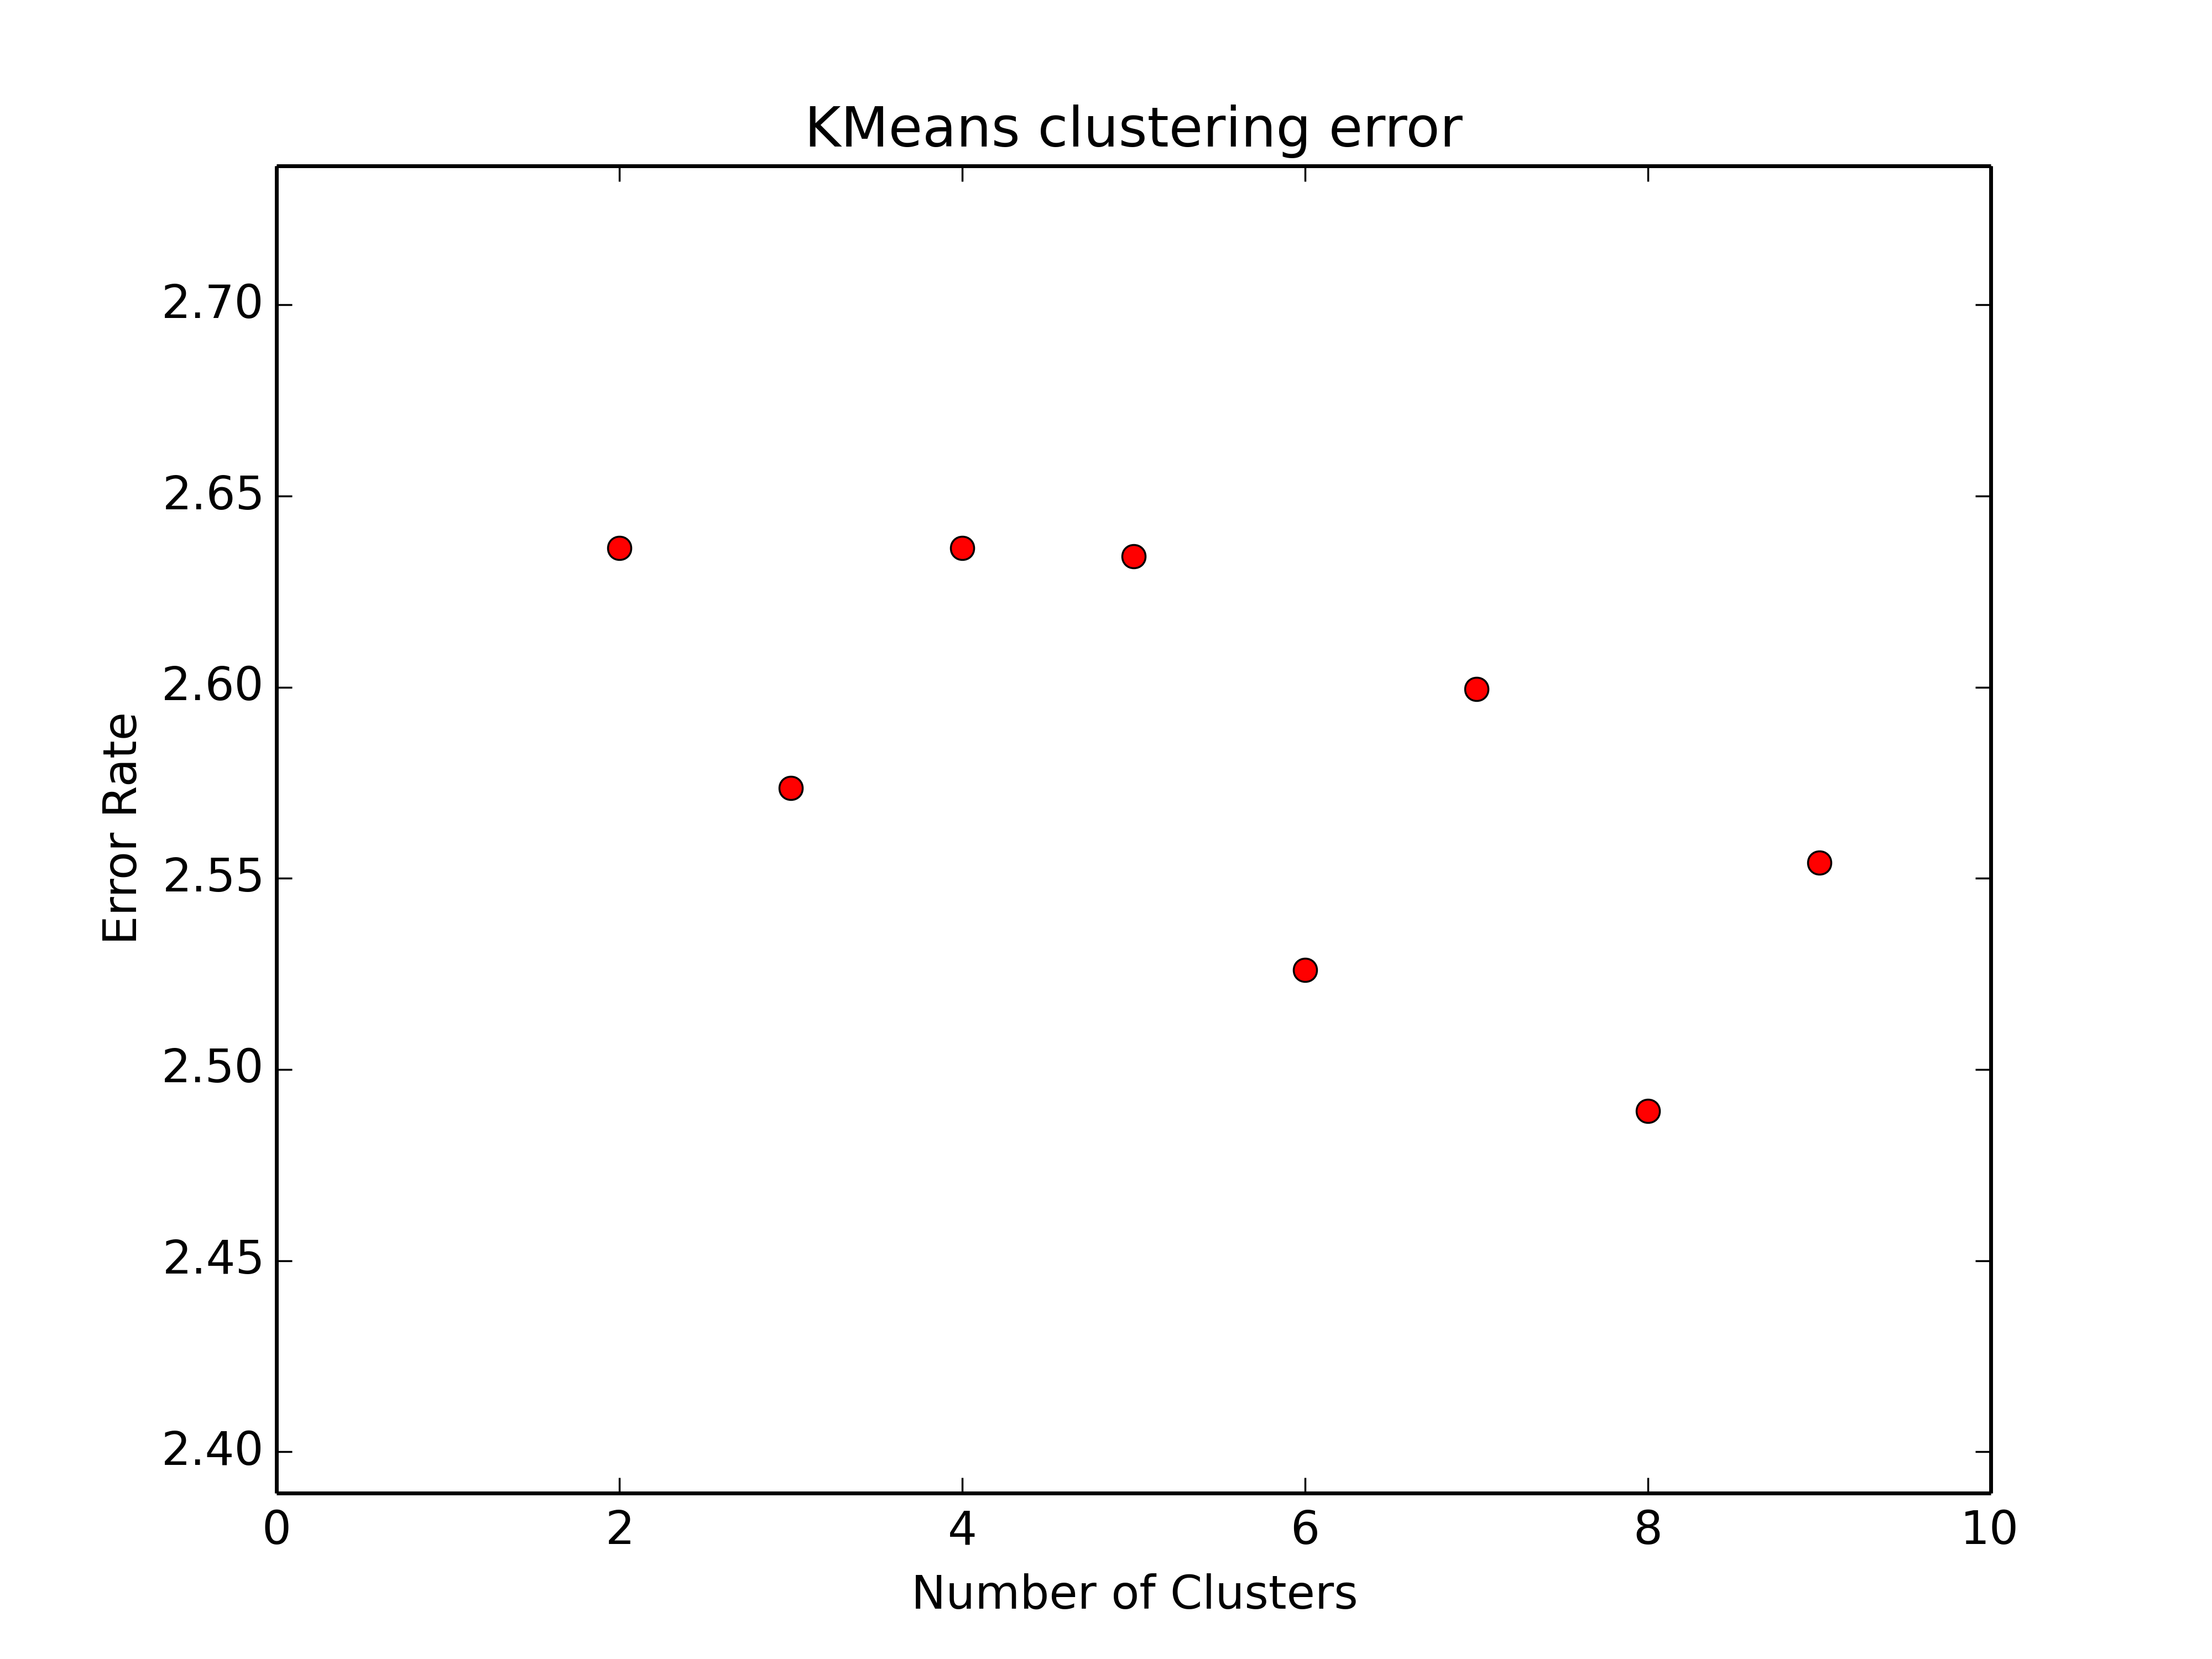 KMeans clustering error
2.70
2.65
2.60
2.55
2.50
2.45
2.40
Error Rate
0 2 4 6 8 10
Number of Clusters